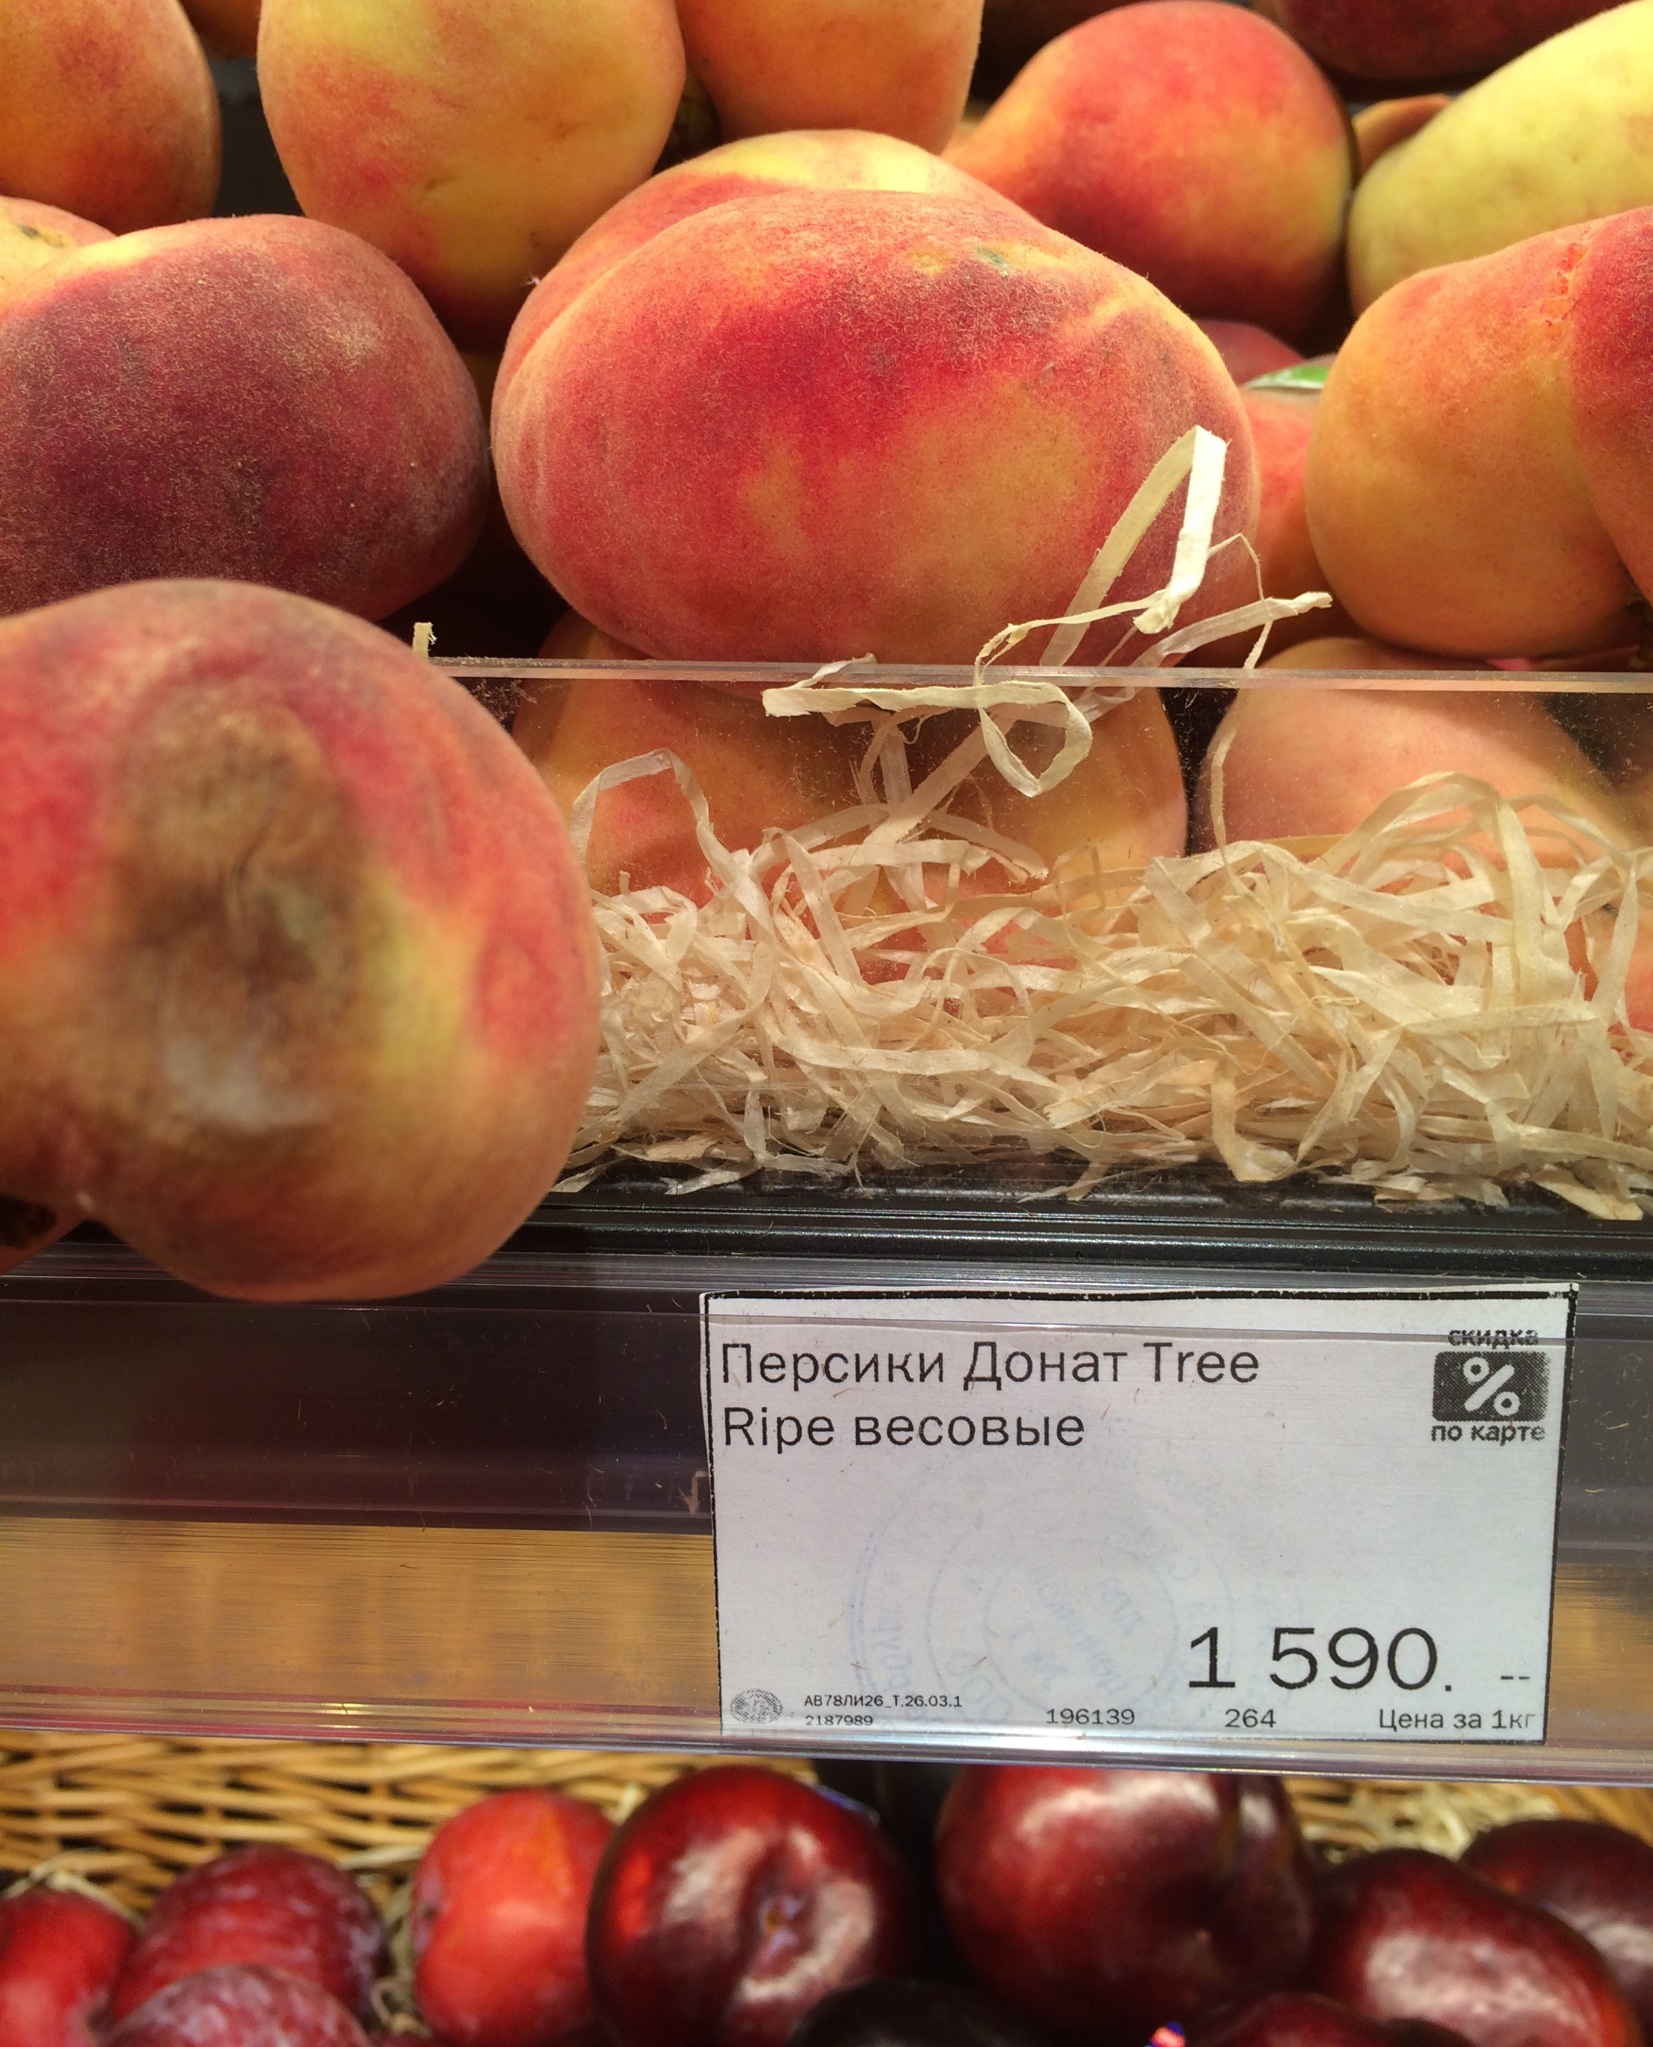 Персики Донат Tree
Ripe весовые
скидка
%
по карте
1 590. --
АВ78ЛИ26_Т.26.03.1
2187989
196139
264
Цена за 1кг